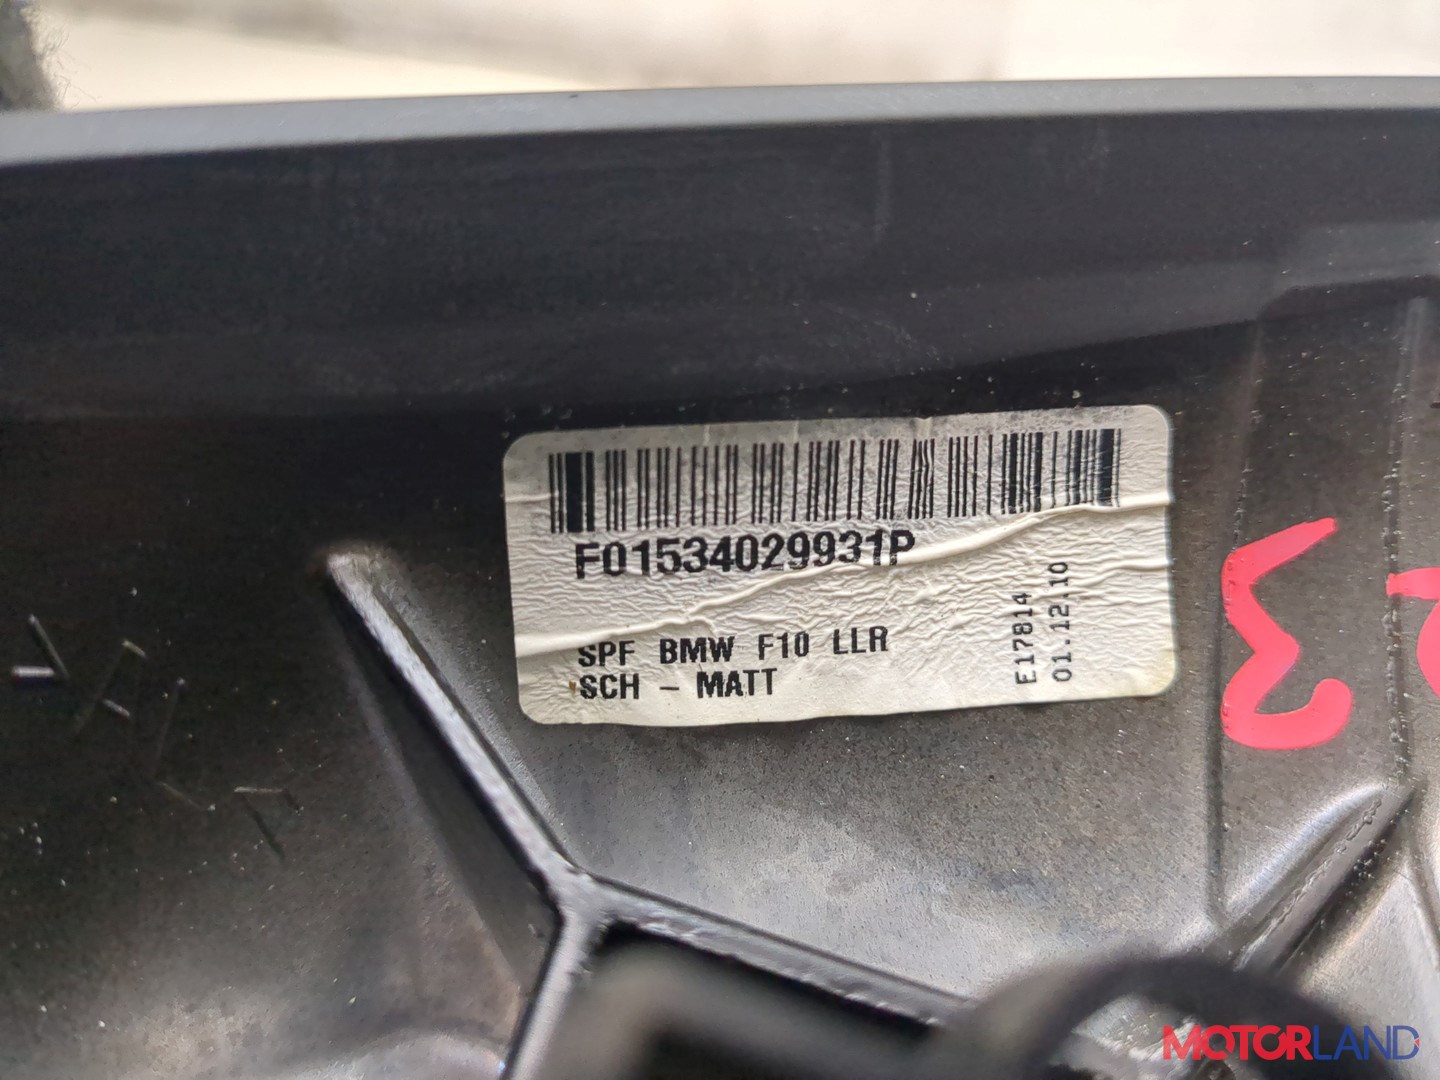 F01534029931P
SPF BMW F10 LLR
SCH - MATT
E17814
01.12.10
MOTORLAND